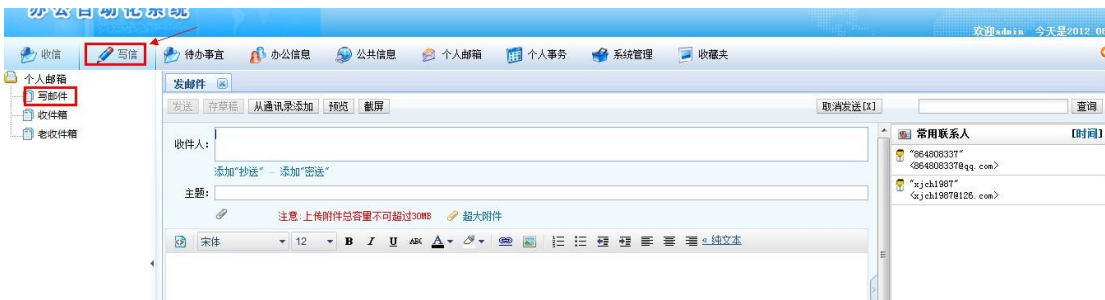 办公自动化系统
欢迎admin 今天是2012
收信 写信 待办事宜 办公信息 公共信息 个人邮箱 个人事务 系统管理 收藏夹
个人邮箱
写邮件
收件箱
老收件箱
发邮件
发送 存草稿 从通讯录添加 预览 截屏 取消发送[X] 查询
收件人:
添加"抄送" - 添加"密送"
主题:
注意:上传附件总容量不可超过30MB 超大附件
宋体 12 B I U ABC A « 纯文本
常用联系人 [时间]
"864808337"
<864808337@qq.com>
"xjch1987"
<xjch1987@126.com>